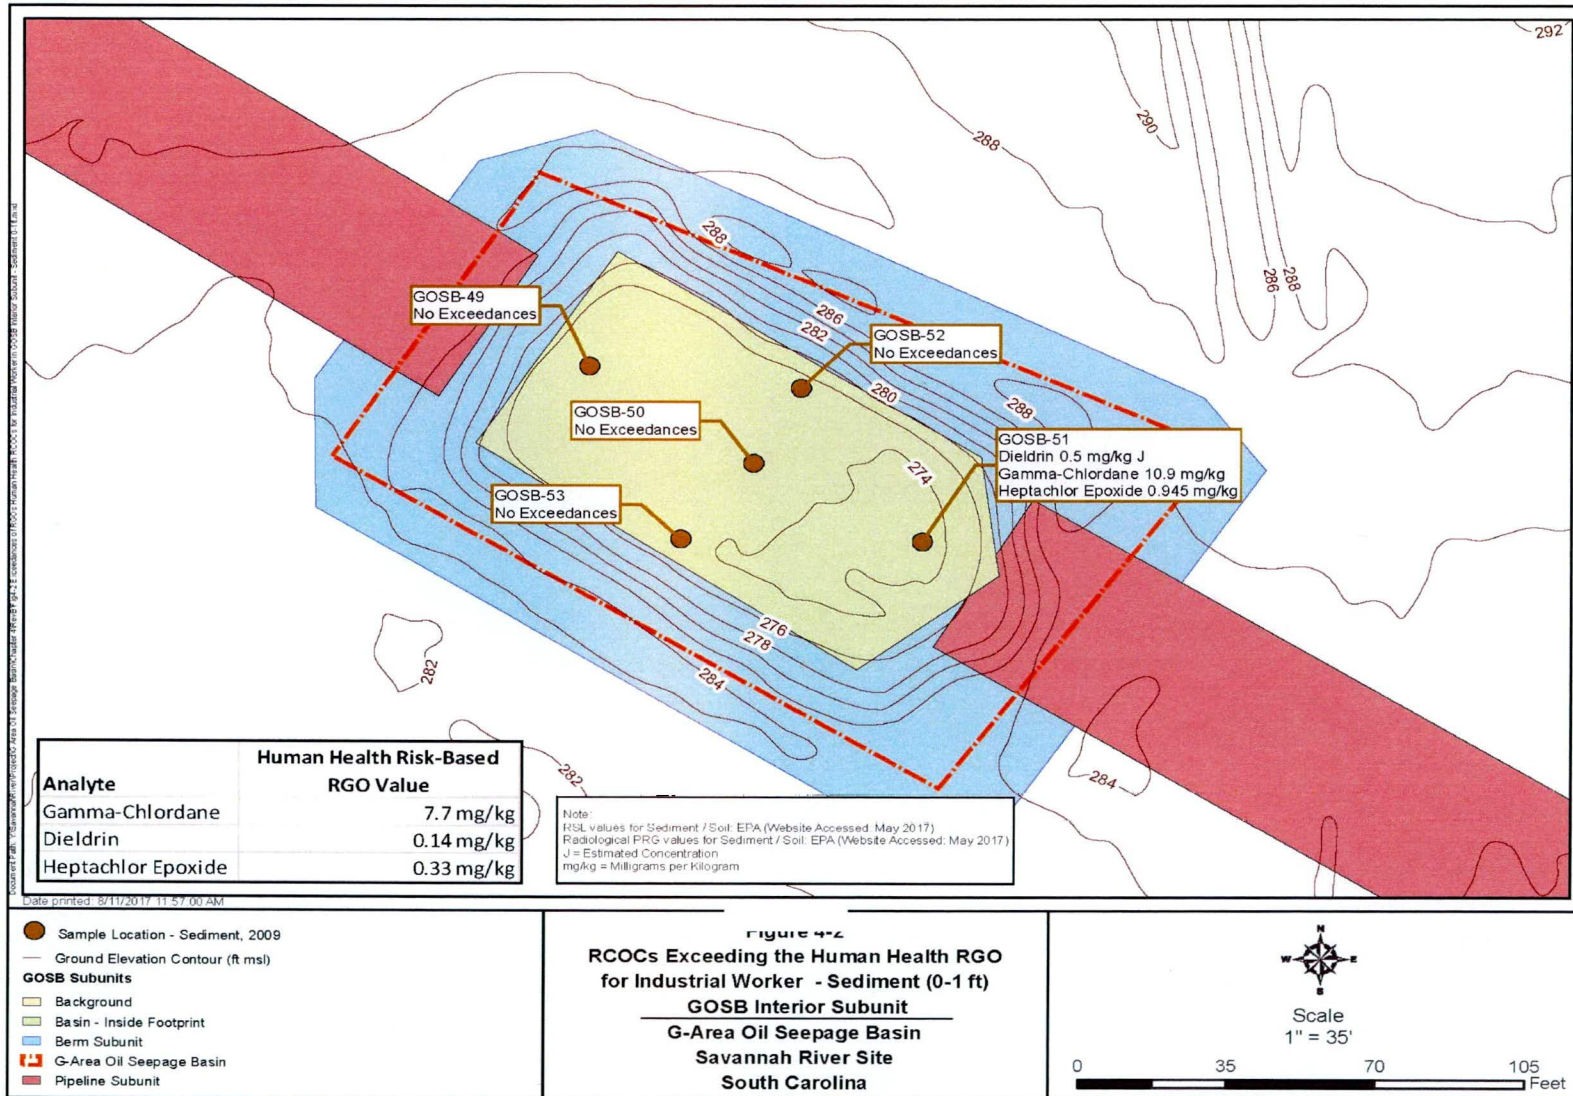 292
290
288
288
286
288
286
282
280
288
274
276
278
284
282
282
284
GOSB-49
No Exceedances
GOSB-52
No Exceedances
GOSB-50
No Exceedances
GOSB-51
Dieldrin 0.5 mg/kg J
Gamma-Chlordane 10.9 mg/kg
Heptachlor Epoxide 0.945 mg/kg
GOSB-53
No Exceedances
Human Health Risk-Based
Analyte RGO Value
Gamma-Chlordane 7.7 mg/kg
Dieldrin 0.14 mg/kg
Heptachlor Epoxide 0.33 mg/kg
Note:
RSL values for Sediment / Soil: EPA (Website Accessed: May 2017)
Radiological PRG values for Sediment / Soil: EPA (Website Accessed: May 2017)
J = Estimated Concentration
mg/kg = Milligrams per Kilogram
Date printed: 8/11/2017 11:57:00 AM
Sample Location - Sediment, 2009
Ground Elevation Contour (ft msl)
GOSB Subunits
Background
Basin - Inside Footprint
Berm Subunit
G-Area Oil Seepage Basin
Pipeline Subunit
Figure 4-2
RCOCs Exceeding the Human Health RGO
for Industrial Worker - Sediment (0-1 ft)
GOSB Interior Subunit
G-Area Oil Seepage Basin
Savannah River Site
South Carolina
N
W E
S
Scale
1" = 35'
0 35 70 105
Feet